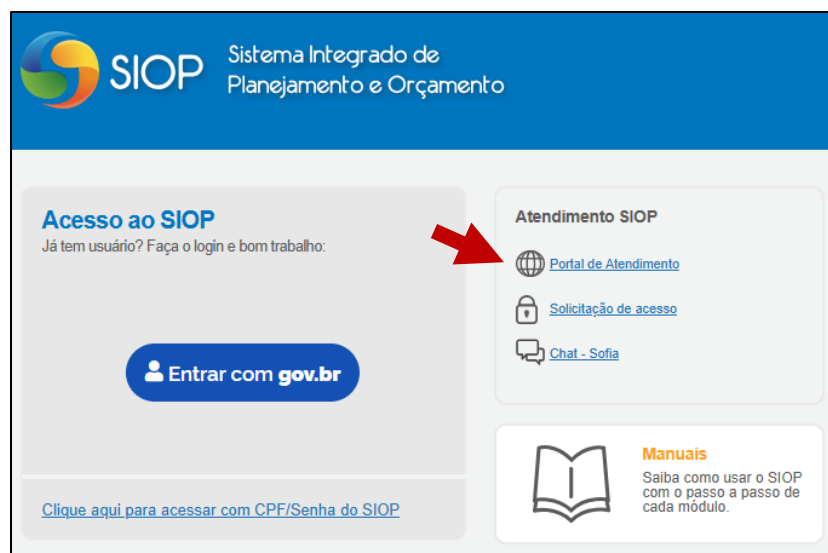 SIOP
Sistema Integrado de
Planejamento e Orçamento
Acesso ao SIOP
Já tem usuário? Faça o login e bom trabalho:
Entrar com gov.br
Clique aqui para acessar com CPF/Senha do SIOP
Atendimento SIOP
Portal de Atendimento
Solicitação de acesso
Chat - Sofia
Manuais
Saiba como usar o SIOP
com o passo a passo de
cada módulo.